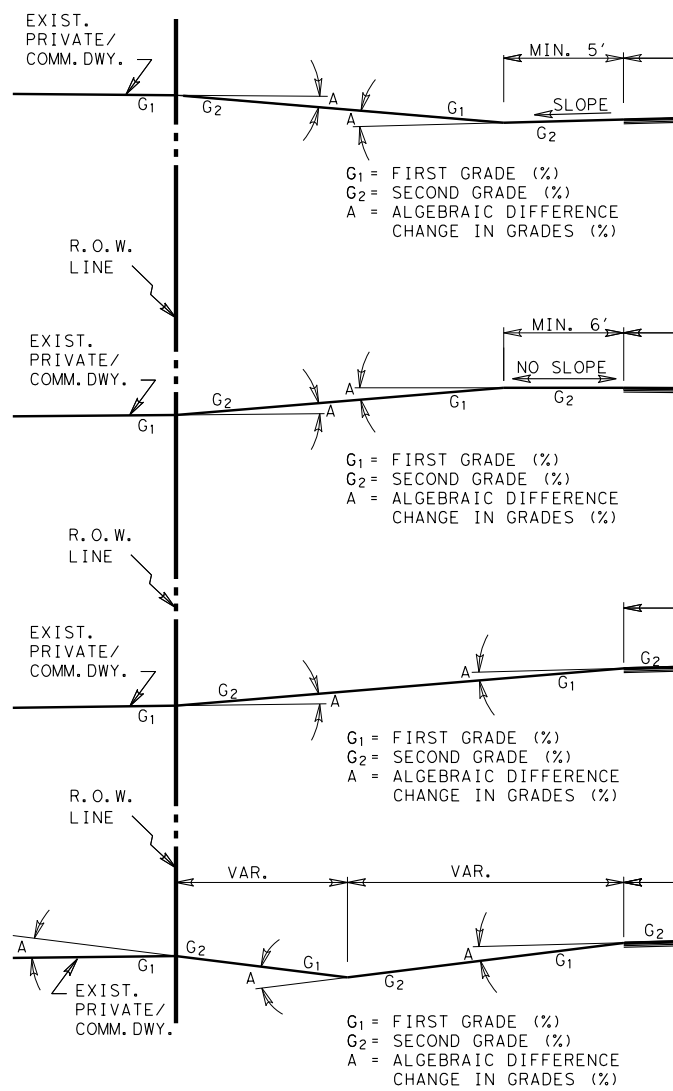 EXIST.
PRIVATE/
COMM. DWY.
MIN. 5'
G1
G2
A
A
G1
SLOPE
G2
G1 = FIRST GRADE (%)
G2 = SECOND GRADE (%)
A = ALGEBRAIC DIFFERENCE
CHANGE IN GRADES (%)
R.O.W.
LINE
EXIST.
PRIVATE/
COMM. DWY.
MIN. 6'
NO SLOPE
G1
G2
A
A
G1
G2
G1 = FIRST GRADE (%)
G2 = SECOND GRADE (%)
A = ALGEBRAIC DIFFERENCE
CHANGE IN GRADES (%)
R.O.W.
LINE
EXIST.
PRIVATE/
COMM. DWY.
G1
G2
A
A
G1
G2
G1 = FIRST GRADE (%)
G2 = SECOND GRADE (%)
A = ALGEBRAIC DIFFERENCE
CHANGE IN GRADES (%)
R.O.W.
LINE
VAR.
VAR.
A
G1
G2
A
G1
G2
A
G1
G2
EXIST.
PRIVATE/
COMM. DWY.
G1 = FIRST GRADE (%)
G2 = SECOND GRADE (%)
A = ALGEBRAIC DIFFERENCE
CHANGE IN GRADES (%)